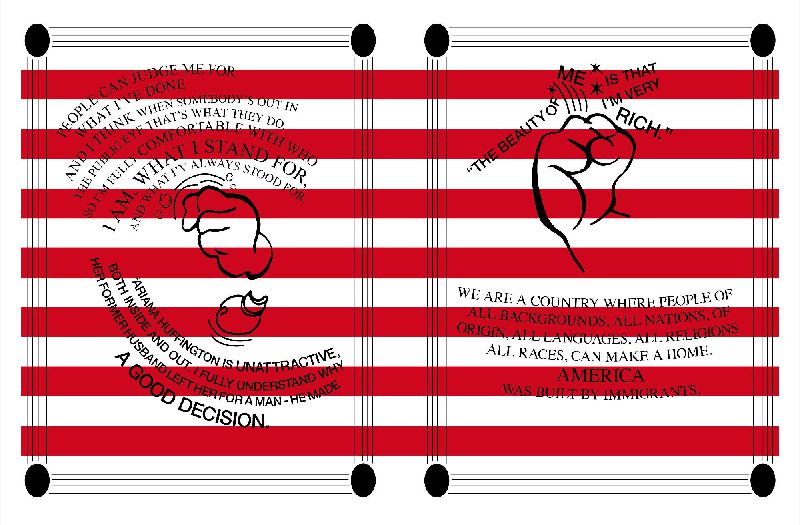 PEOPLE CAN JUDGE ME FOR
WHAT I'VE DONE
AND I THINK WHEN SOMEBODY'S OUT IN
THE PUBLIC EYE THAT'S WHAT THEY DO.
SO I'M FULLY COMFORTABLE WITH WHO
I AM, WHAT I STAND FOR,
AND WHAT I'V ALWAYS STOOD FOR.
"ARIANA HUFFINGTON IS UNATTRACTIVE,
BOTH INSIDE AND OUT. I FULLY UNDERSTAND WHY
HER FORMER HUSBAND LEFT HER FOR A MAN - HE MADE
A GOOD DECISION.
"THE BEAUTY OF
ME
IS THAT
I'M VERY
RICH."
WE ARE A COUNTRY WHERE PEOPLE OF
ALL BACKGROUNDS, ALL NATIONS, OF
ORIGIN, ALL LANGUAGES, ALL RELIGIONS
ALL RACES, CAN MAKE A HOME.
AMERICA
WAS BUILT BY IMMIGRANTS.